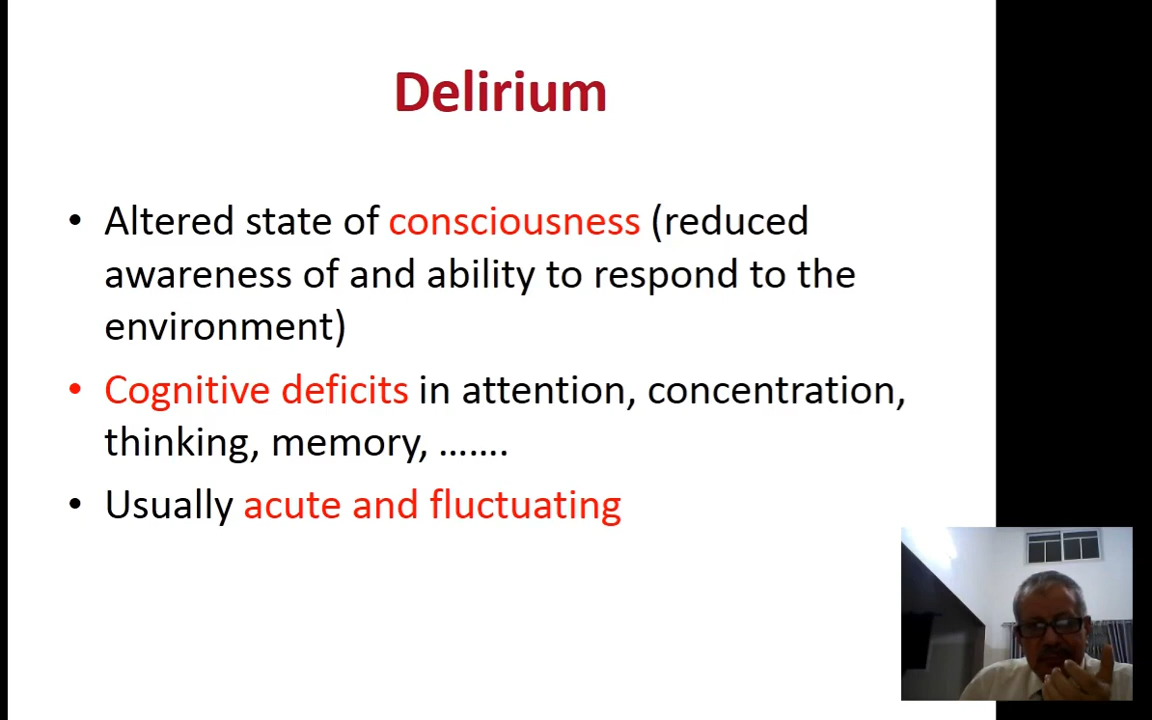 Delirium
• Altered state of consciousness (reduced
awareness of and ability to respond to the
environment)
• Cognitive deficits in attention, concentration,
thinking, memory, .......
• Usually acute and fluctuating